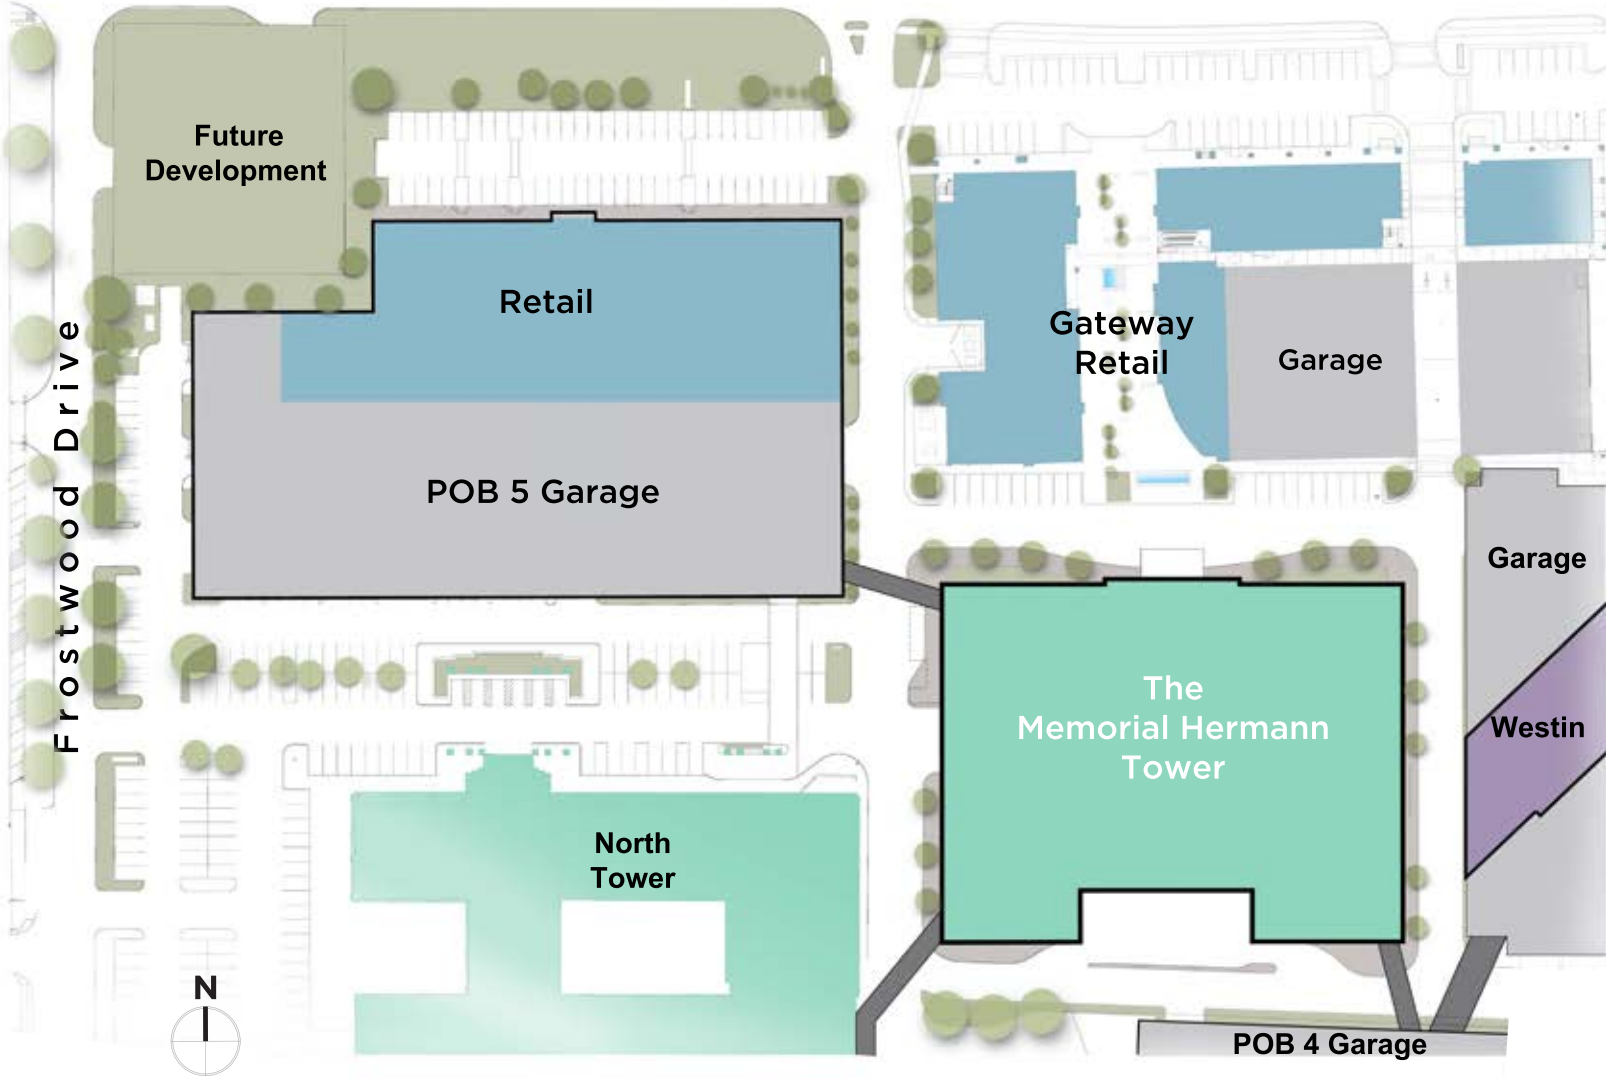 Future
Development
Retail
Gateway
Retail
Garage
POB 5 Garage
Frostwood Drive
Garage
The
Memorial Hermann
Tower
Westin
North
Tower
N
POB 4 Garage